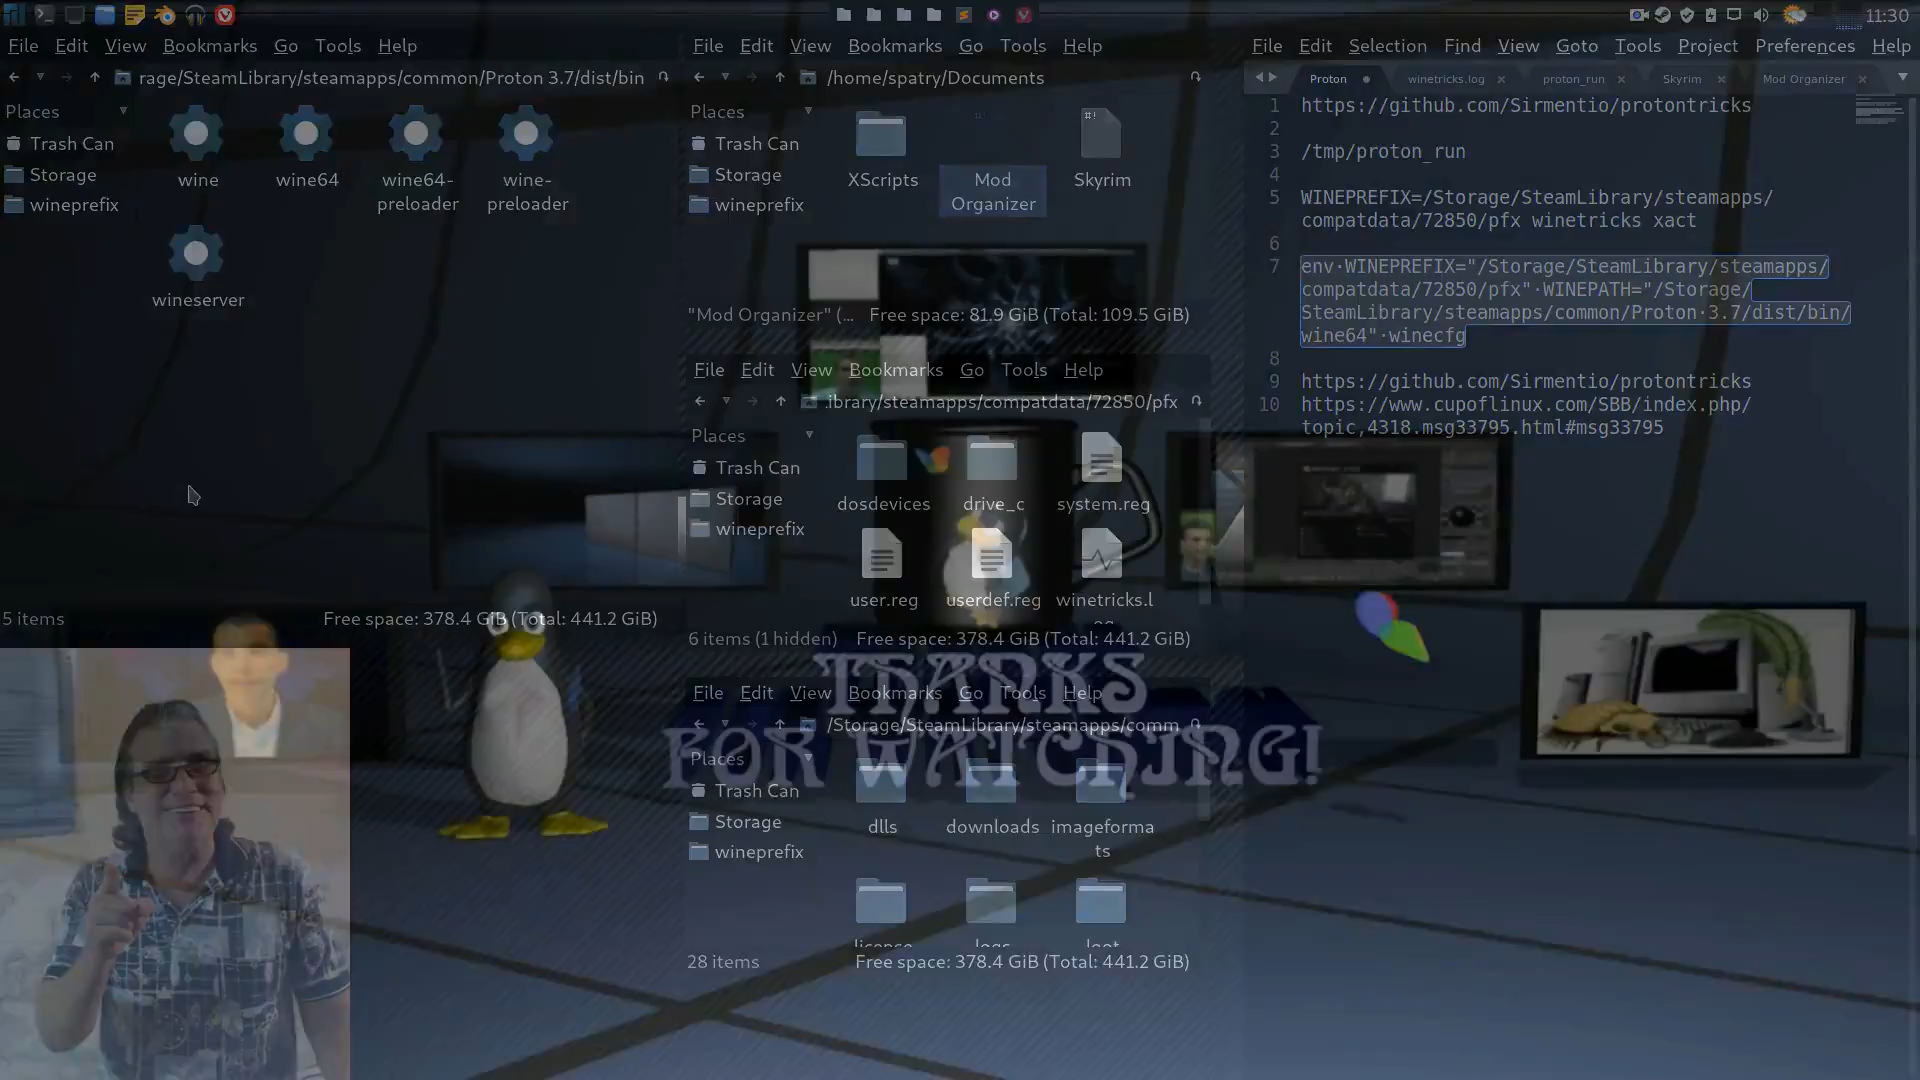 11:30
File Edit View Bookmarks Go Tools Help
rage/SteamLibrary/steamapps/common/Proton 3.7/dist/bin
Places
Trash Can
Storage
wineprefix
wine
wine64
wine64-
preloader
wine-
preloader
wineserver
5 items
Free space: 378.4 GiB (Total: 441.2 GiB)
File Edit View Bookmarks Go Tools Help
/home/spatry/Documents
Places
Trash Can
Storage
wineprefix
XScripts
Mod
Organizer
Skyrim
"Mod Organizer" (...
Free space: 81.9 GiB (Total: 109.5 GiB)
File Edit View Bookmarks Go Tools Help
.ibrary/steamapps/compatdata/72850/pfx
Places
Trash Can
Storage
wineprefix
dosdevices
drive_c
system.reg
user.reg
userdef.reg
winetricks.l
6 items (1 hidden)
Free space: 378.4 GiB (Total: 441.2 GiB)
File Edit View Bookmarks Go Tools Help
/Storage/SteamLibrary/steamapps/comm
Places
Trash Can
Storage
wineprefix
dlls
downloads
imageforma
ts
28 items
Free space: 378.4 GiB (Total: 441.2 GiB)
THANKS
FOR WATCHING!
File Edit Selection Find View Goto Tools Project Preferences Help
Proton
winetricks.log
proton_run
Skyrim
Mod Organizer
1 https://github.com/Sirmentio/protontricks
2
3 /tmp/proton_run
4
5 WINEPREFIX=/Storage/SteamLibrary/steamapps/
compatdata/72850/pfx winetricks xact
6
7 env·WINEPREFIX="/Storage/SteamLibrary/steamapps/
compatdata/72850/pfx"·WINEPATH="/Storage/
SteamLibrary/steamapps/common/Proton·3.7/dist/bin/
wine64"·winecfg
8
9 https://github.com/Sirmentio/protontricks
10 https://www.cupoflinux.com/SBB/index.php/
topic,4318.msg33795.html#msg33795